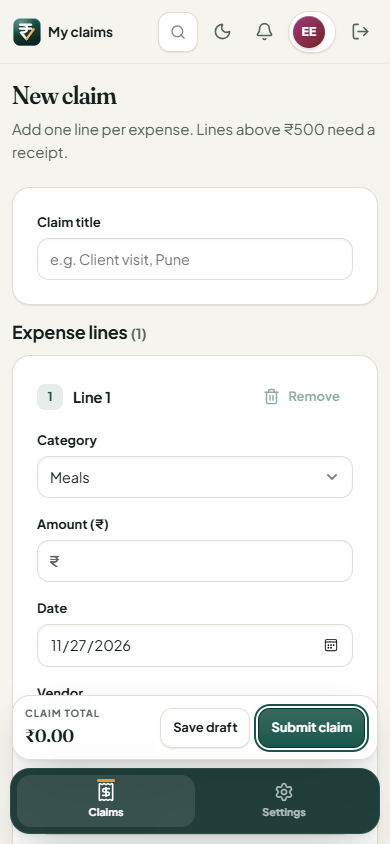 My claims
EE
New claim
Add one line per expense. Lines above ₹500 need a
receipt.
Claim title
e.g. Client visit, Pune
Expense lines (1)
1 Line 1 Remove
Category
Meals
Amount (₹)
₹
Date
11/27/2026
Vendor
CLAIM TOTAL
₹0.00
Save draft
Submit claim
Claims
Settings